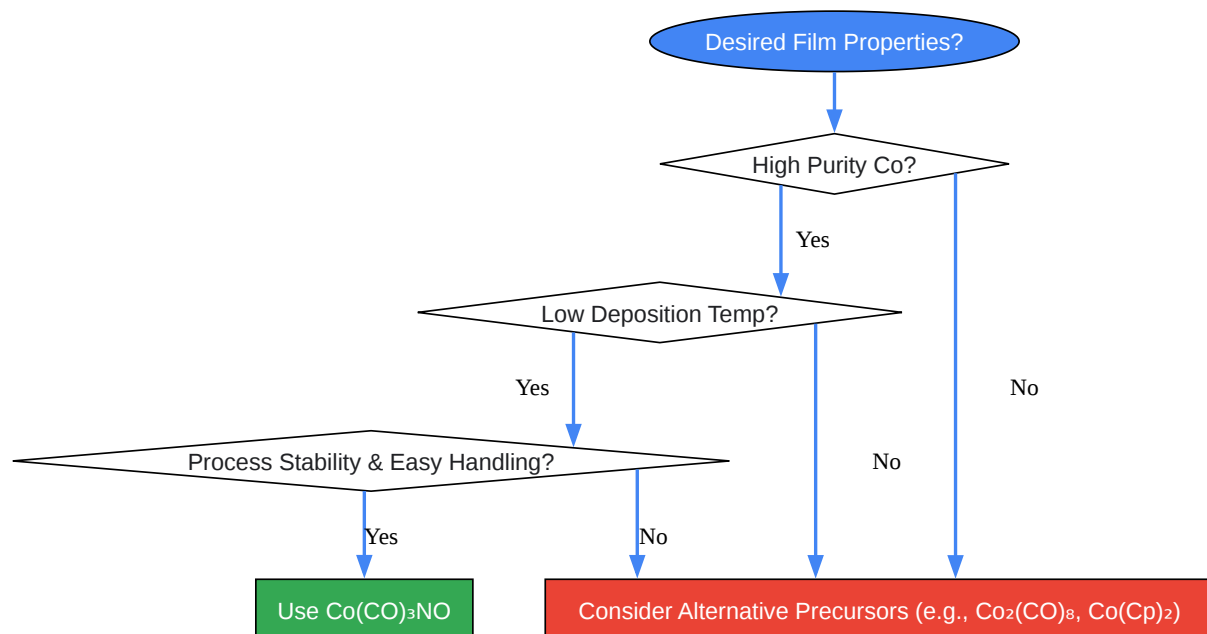 Desired Film Properties?
High Purity Co?
Yes
Low Deposition Temp?
Yes
No
Process Stability & Easy Handling?
No
Yes
No
Use Co(CO)₃NO
Consider Alternative Precursors (e.g., Co₂(CO)₈, Co(Cp)₂)